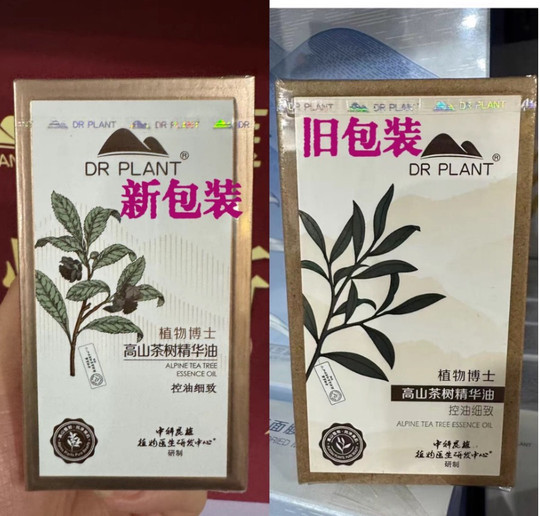 DR PLANT DR PLANT DR
DR PLANT®
新包装
植物博士
高山茶树精华油
ALPINE TEA TREE
ESSENCE OIL
控油细致
中科昆植
植物医生研发中心®
研制
PLANT DR PLANT
旧包装
DR PLANT®
植物博士
高山茶树精华油
控油细致
ALPINE TEA TREE ESSENCE OIL
中科昆植
植物医生研发中心®
研制